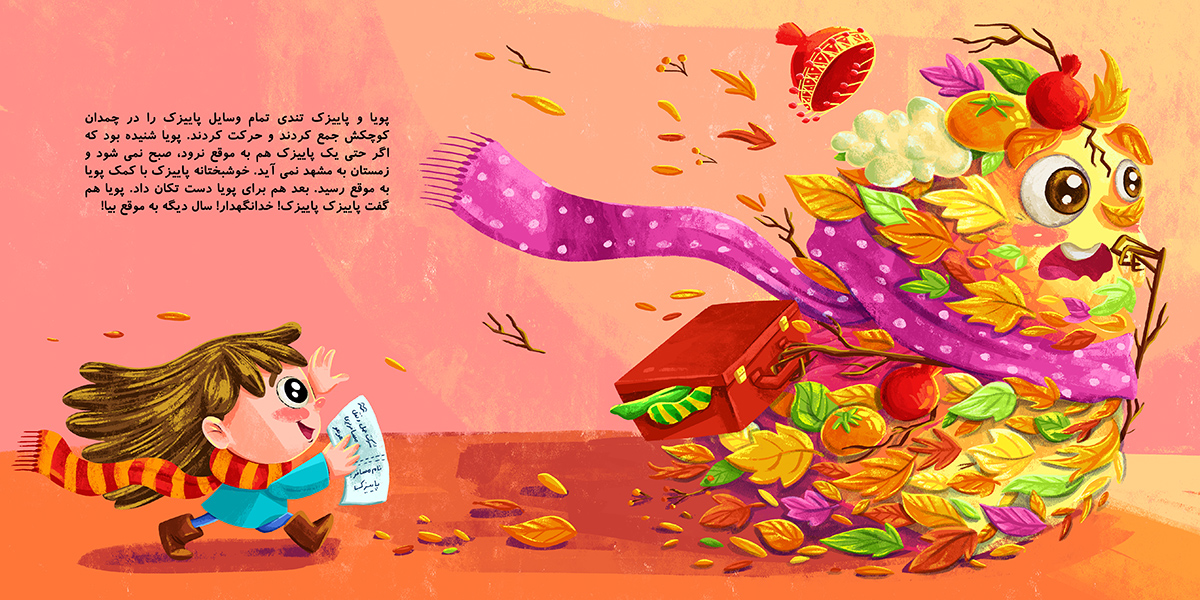 پویا و پاییزک تندی تمام وسایل پاییزک را در چمدان
کوچکش جمع کردند و حرکت کردند. پویا شنیده بود که
اگر حتی یک پاییزک هم به موقع نرود، صبح نمی شود و
زمستان به مشهد نمی آید. خوشبختانه پاییزک با کمک پویا
به موقع رسید. بعد هم برای پویا دست تکان داد. پویا هم
گفت پاییزک پاییزک! خدانگهدار! سال دیگه به موقع بیا!
نام مسافر:
پاییزک